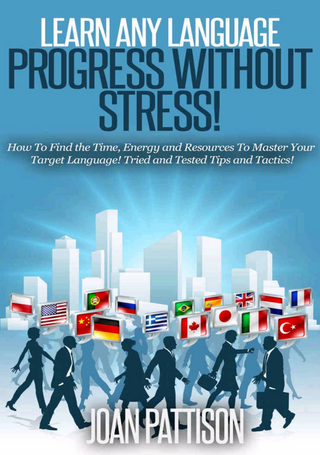 LEARN ANY LANGUAGE
PROGRESS WITHOUT
STRESS!
How To Find the Time, Energy and Resources To Master Your
Target Language! Tried and Tested Tips and Tactics!
JOAN PATTISON